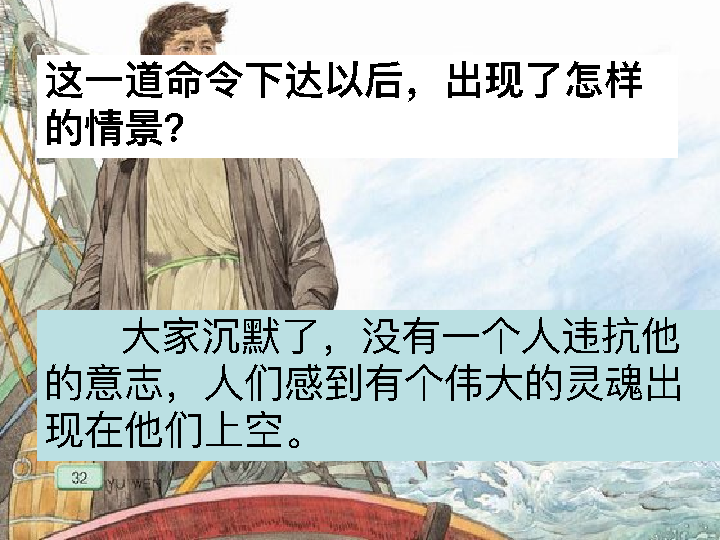 这一道命令下达以后，出现了怎样
的情景？
大家沉默了，没有一个人违抗他
的意志，人们感到有个伟大的灵魂出
现在他们上空。
32 YU WEN